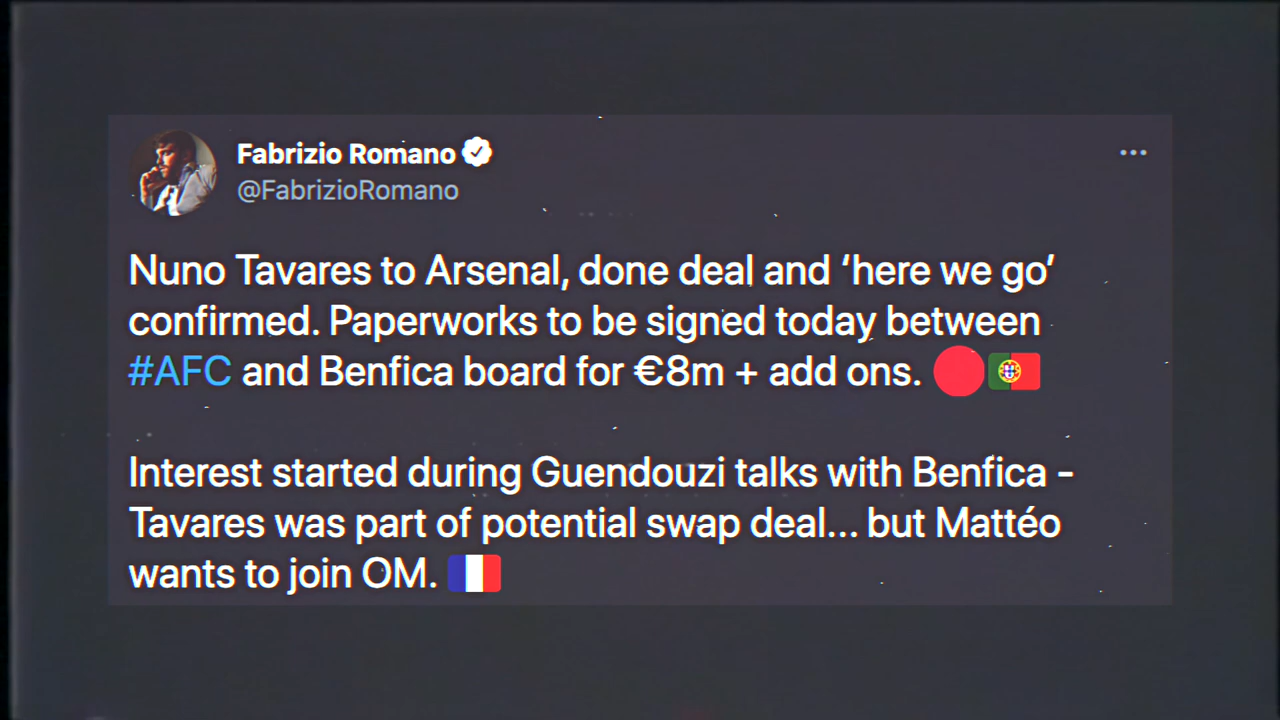 Fabrizio Romano
@FabrizioRomano
Nuno Tavares to Arsenal, done deal and ‘here we go’
confirmed. Paperworks to be signed today between
#AFC and Benfica board for €8m + add ons. 🔴🇵🇹
Interest started during Guendouzi talks with Benfica -
Tavares was part of potential swap deal... but Mattéo
wants to join OM. 🇫🇷